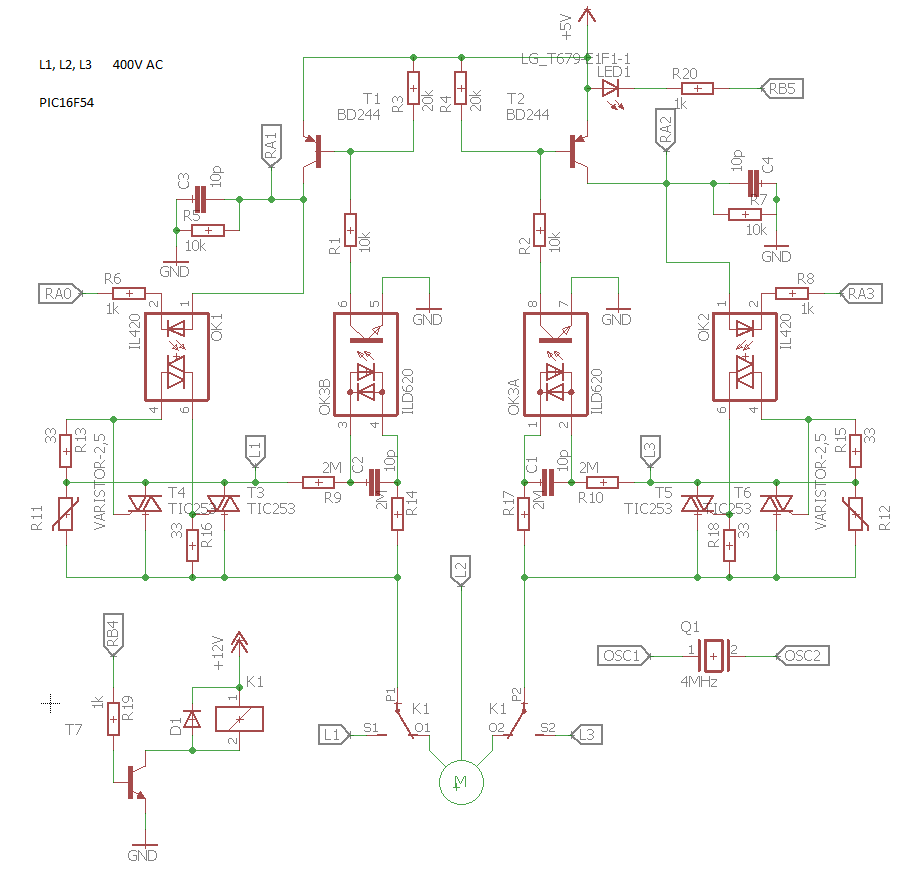 +5V
L1, L2, L3 400V AC
LG_T679-E1F1-1
LED1
R20
1k
RB5
PIC16F54
T1
BD244
R3
20k
R4
20k
T2
BD244
RA1
RA2
C3
10p
10p
C4
R5
10k
R7
10k
GND
GND
R1
10k
R2
10k
RA0
R6
1k
2
1
6
5
GND
8
7
GND
1
2
R8
1k
RA3
IL420
OK1
OK3B
ILD620
OK3A
ILD620
OK2
IL420
4
6
3
4
1
2
6
4
33
R13
VARISTOR-2,5
L1
2M
R9
C2
10p
2M
R14
R17
2M
C1
10p
2M
R10
L3
VARISTOR-2,5
R15
33
R11
T4
TIC253
T3
TIC253
33
R16
T5
TIC253
T6
TIC253
R18
33
R12
L2
RB4
+12V
OSC1
Q1
1
2
4MHz
OSC2
1k
R19
T7
D1
K1
1
2
P1
K1
S1
O1
L1
P2
K1
O2
S2
L3
M
GND